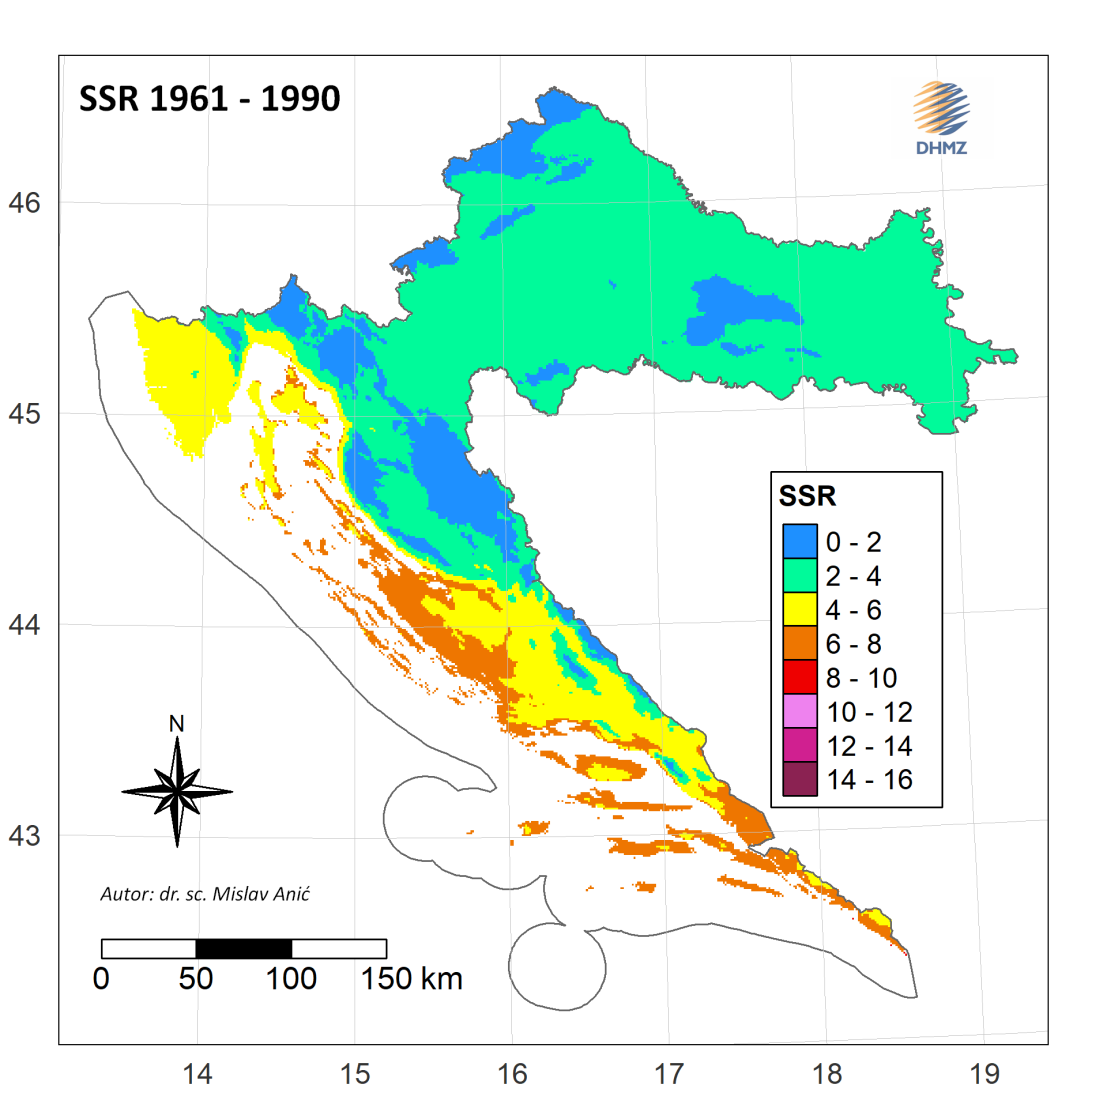 SSR 1961 - 1990
DHMZ
46
45
44
43
SSR
0 - 2
2 - 4
4 - 6
6 - 8
8 - 10
10 - 12
12 - 14
14 - 16
N
Autor: dr. sc. Mislav Anić
0 50 100 150 km
14 15 16 17 18 19